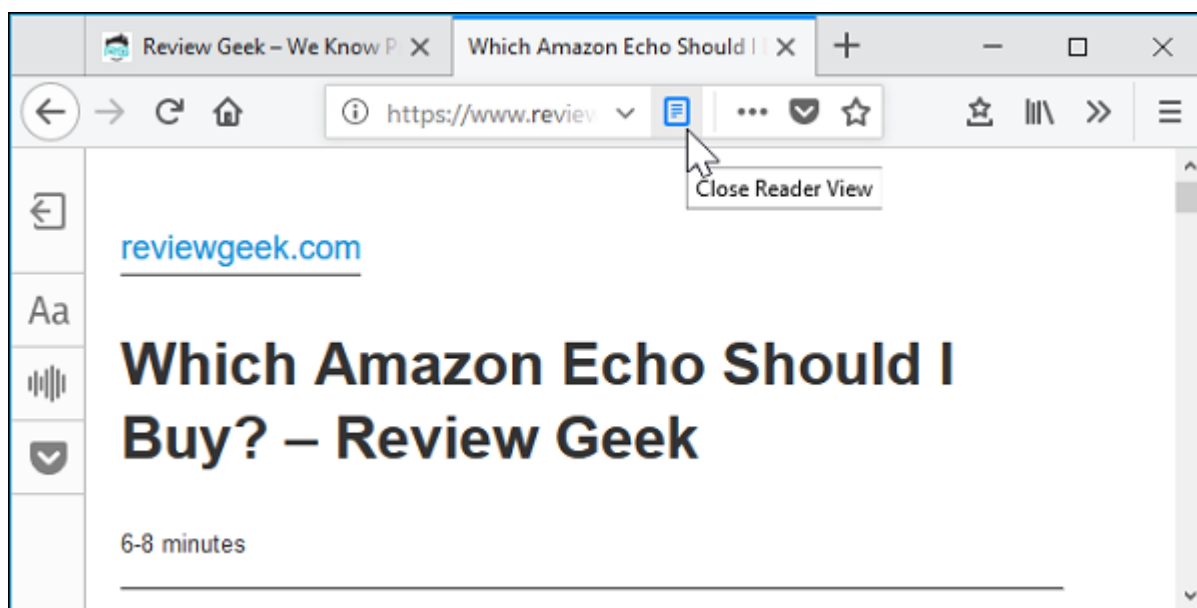 Review Geek – We Know P
Which Amazon Echo Should I
https://www.review
Close Reader View
reviewgeek.com
Aa
Which Amazon Echo Should I
Buy? – Review Geek
6-8 minutes